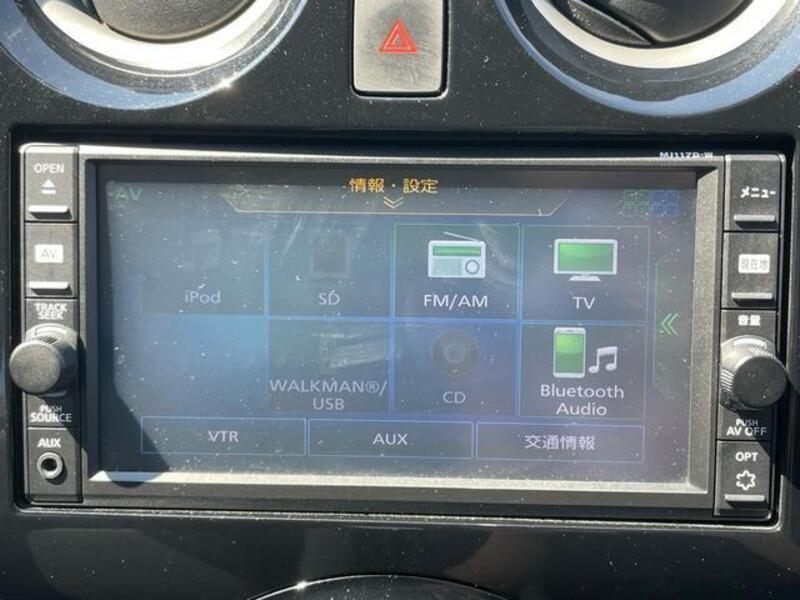 MJ117D-W
OPEN
AV
情報・設定
メニュー
AV
iPod
SD
FM/AM
TV
現在地
TRACK
SEEK
音量
WALKMAN®/
USB
CD
Bluetooth
Audio
PUSH
SOURCE
PUSH
AV OFF
VTR
AUX
交通情報
AUX
OPT